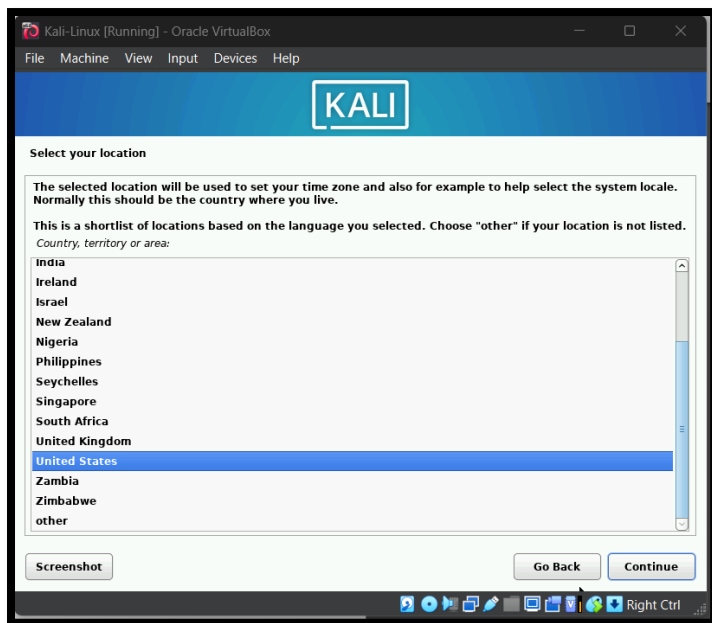 Kali-Linux [Running] - Oracle VirtualBox
File Machine View Input Devices Help
KALI
Select your location
The selected location will be used to set your time zone and also for example to help select the system locale.
Normally this should be the country where you live.
This is a shortlist of locations based on the language you selected. Choose "other" if your location is not listed.
Country, territory or area:
India
Ireland
Israel
New Zealand
Nigeria
Philippines
Seychelles
Singapore
South Africa
United Kingdom
United States
Zambia
Zimbabwe
other
Screenshot Go Back Continue
Right Ctrl